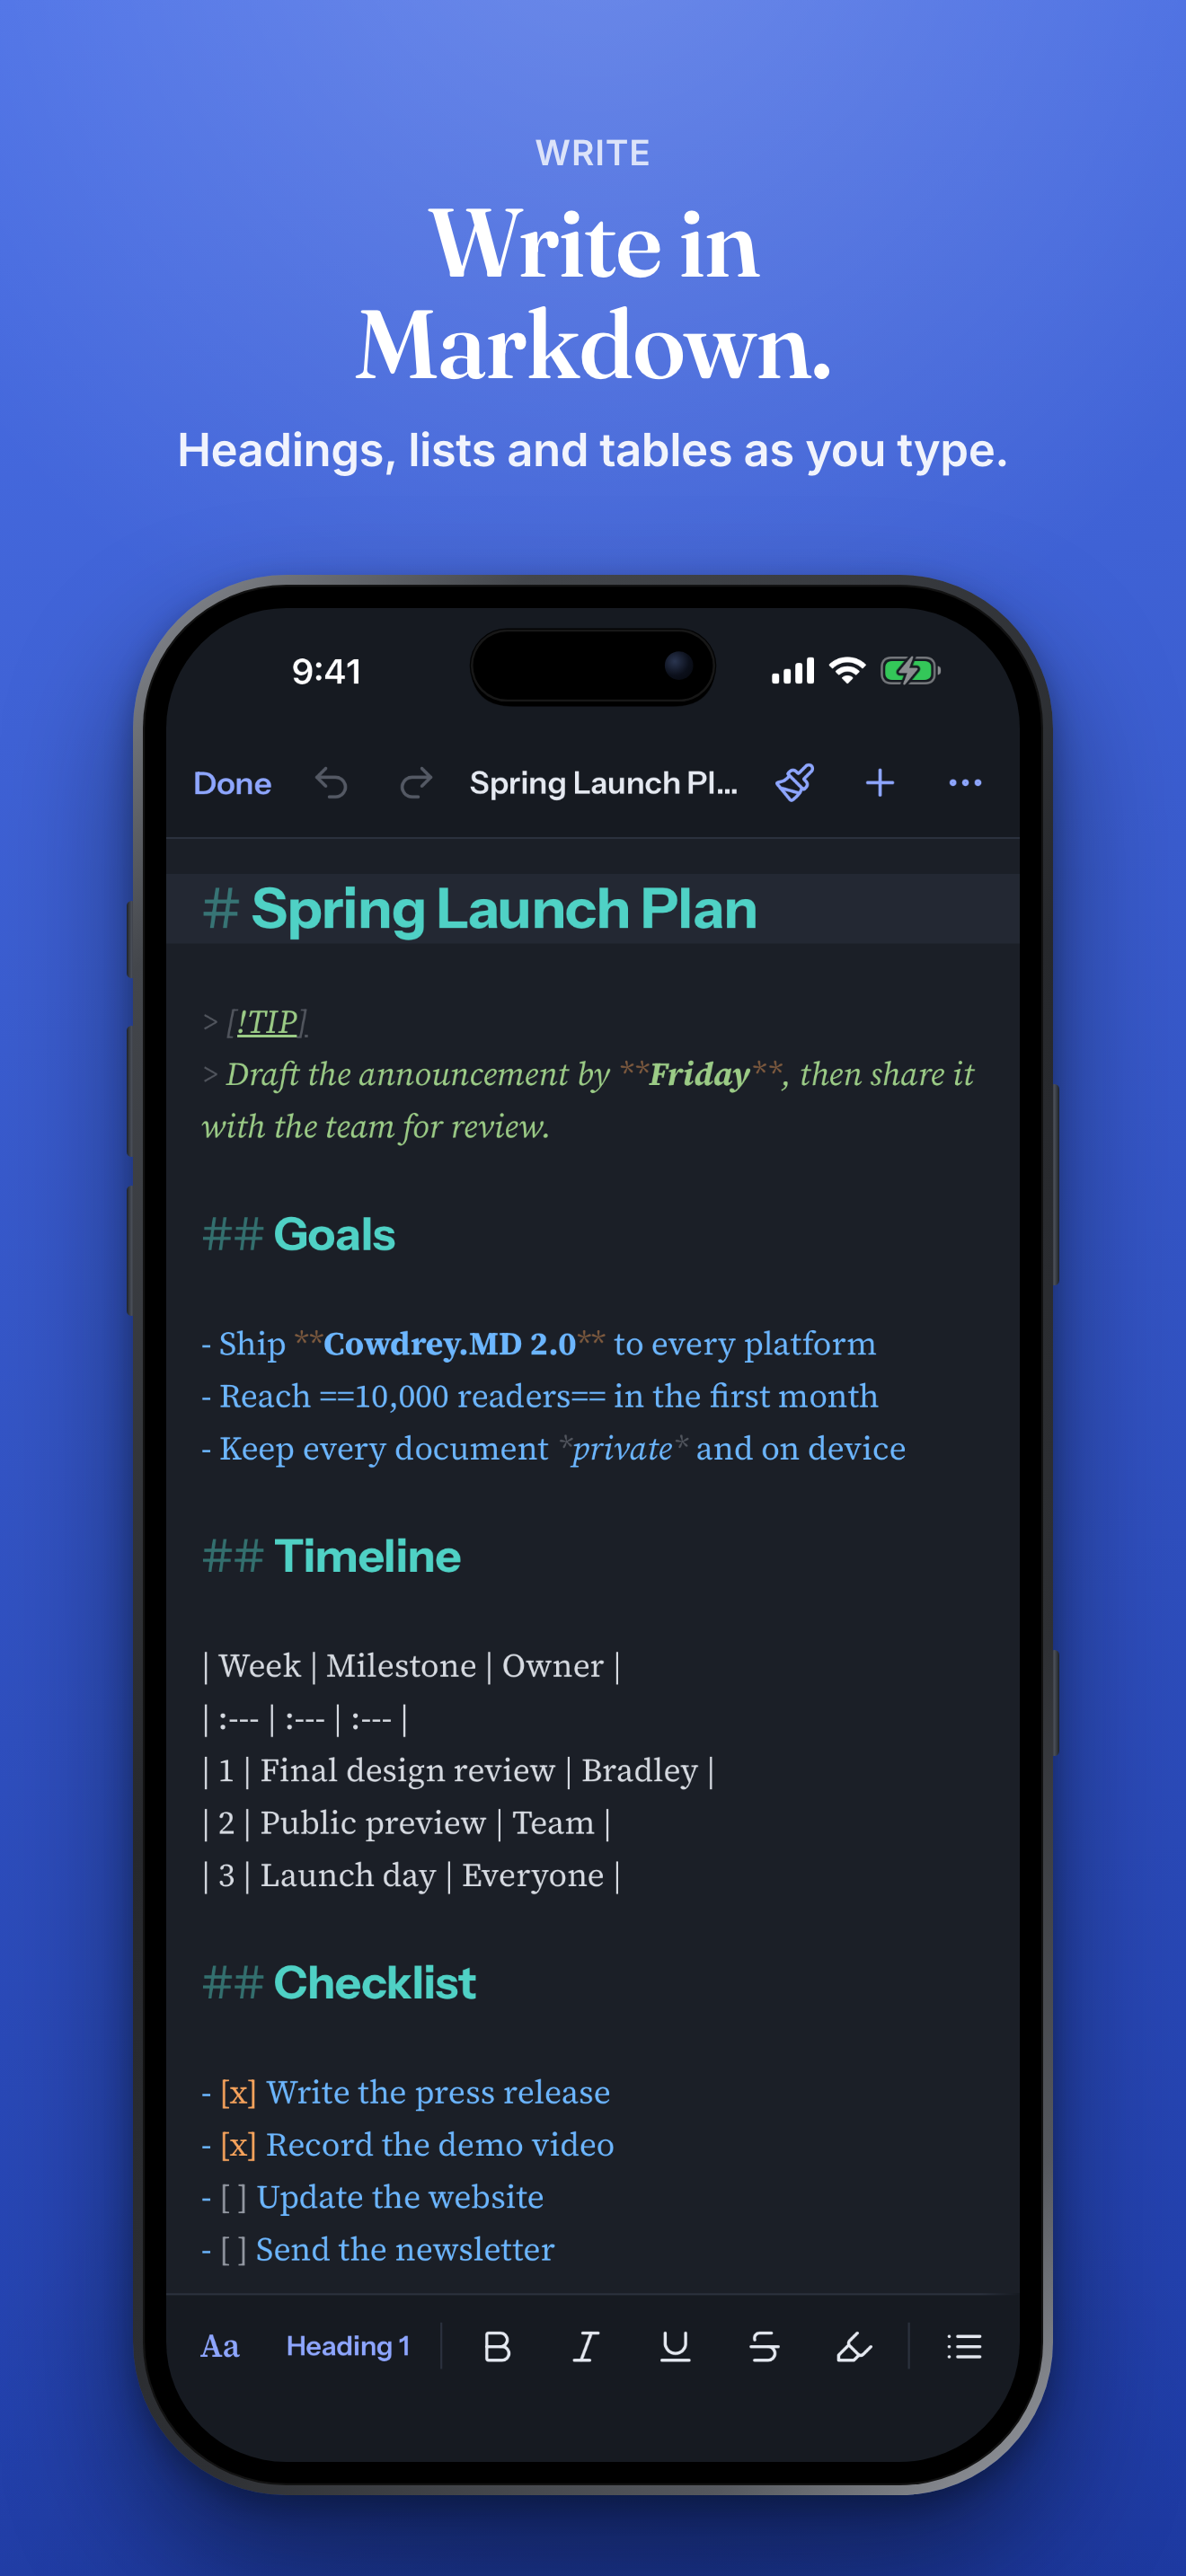 WRITE
Write in
Markdown.
Headings, lists and tables as you type.
9:41
Done
Spring Launch Pl...
# Spring Launch Plan
> [!TIP]
> Draft the announcement by **Friday**, then share it
with the team for review.
## Goals
- Ship **Cowdrey.MD 2.0** to every platform
- Reach ==10,000 readers== in the first month
- Keep every document *private* and on device
## Timeline
| Week | Milestone | Owner |
| :--- | :--- | :--- |
| 1 | Final design review | Bradley |
| 2 | Public preview | Team |
| 3 | Launch day | Everyone |
## Checklist
- [x] Write the press release
- [x] Record the demo video
- [ ] Update the website
- [ ] Send the newsletter
Aa Heading 1 B I U S